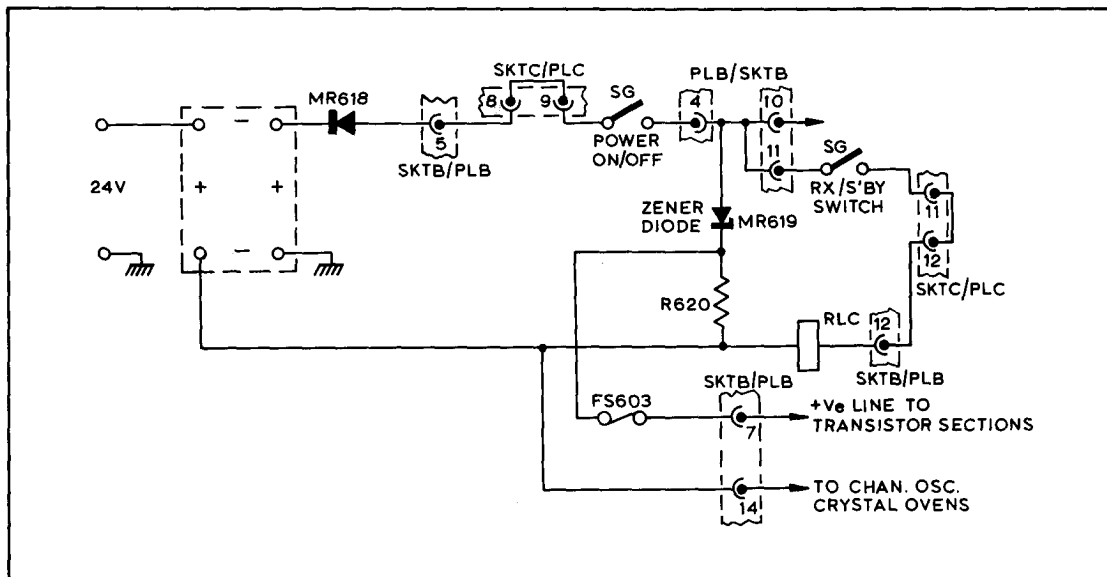 SKTC/PLC
PLB/SKTB
MR618
8
9
SG
4
10
5
POWER
ON/OFF
11
SG
SKTB/PLB
RX/S'BY
SWITCH
24V
−
+
+
−
ZENER
DIODE
MR619
11
12
SKTC/PLC
R620
RLC
12
SKTB/PLB
SKTB/PLB
FS603
7
+Ve LINE TO
TRANSISTOR SECTIONS
14
TO CHAN. OSC.
CRYSTAL OVENS